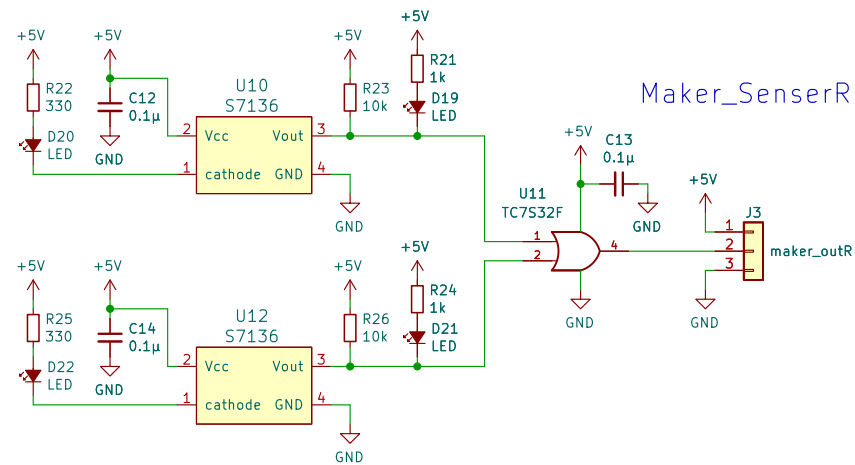 +5V
+5V
+5V
+5V
R22
330
C12
0.1µ
U10
S7136
R23
10k
R21
1k
D19
LED
Maker_SenserR
D20
LED
GND
2
Vcc
Vout
3
1
cathode
GND
4
GND
+5V
C13
0.1µ
GND
U11
TC7S32F
1
2
4
GND
+5V
J3
1
2
3
maker_outR
GND
+5V
+5V
+5V
+5V
R25
330
C14
0.1µ
U12
S7136
R26
10k
R24
1k
D21
LED
D22
LED
GND
2
Vcc
Vout
3
1
cathode
GND
4
GND